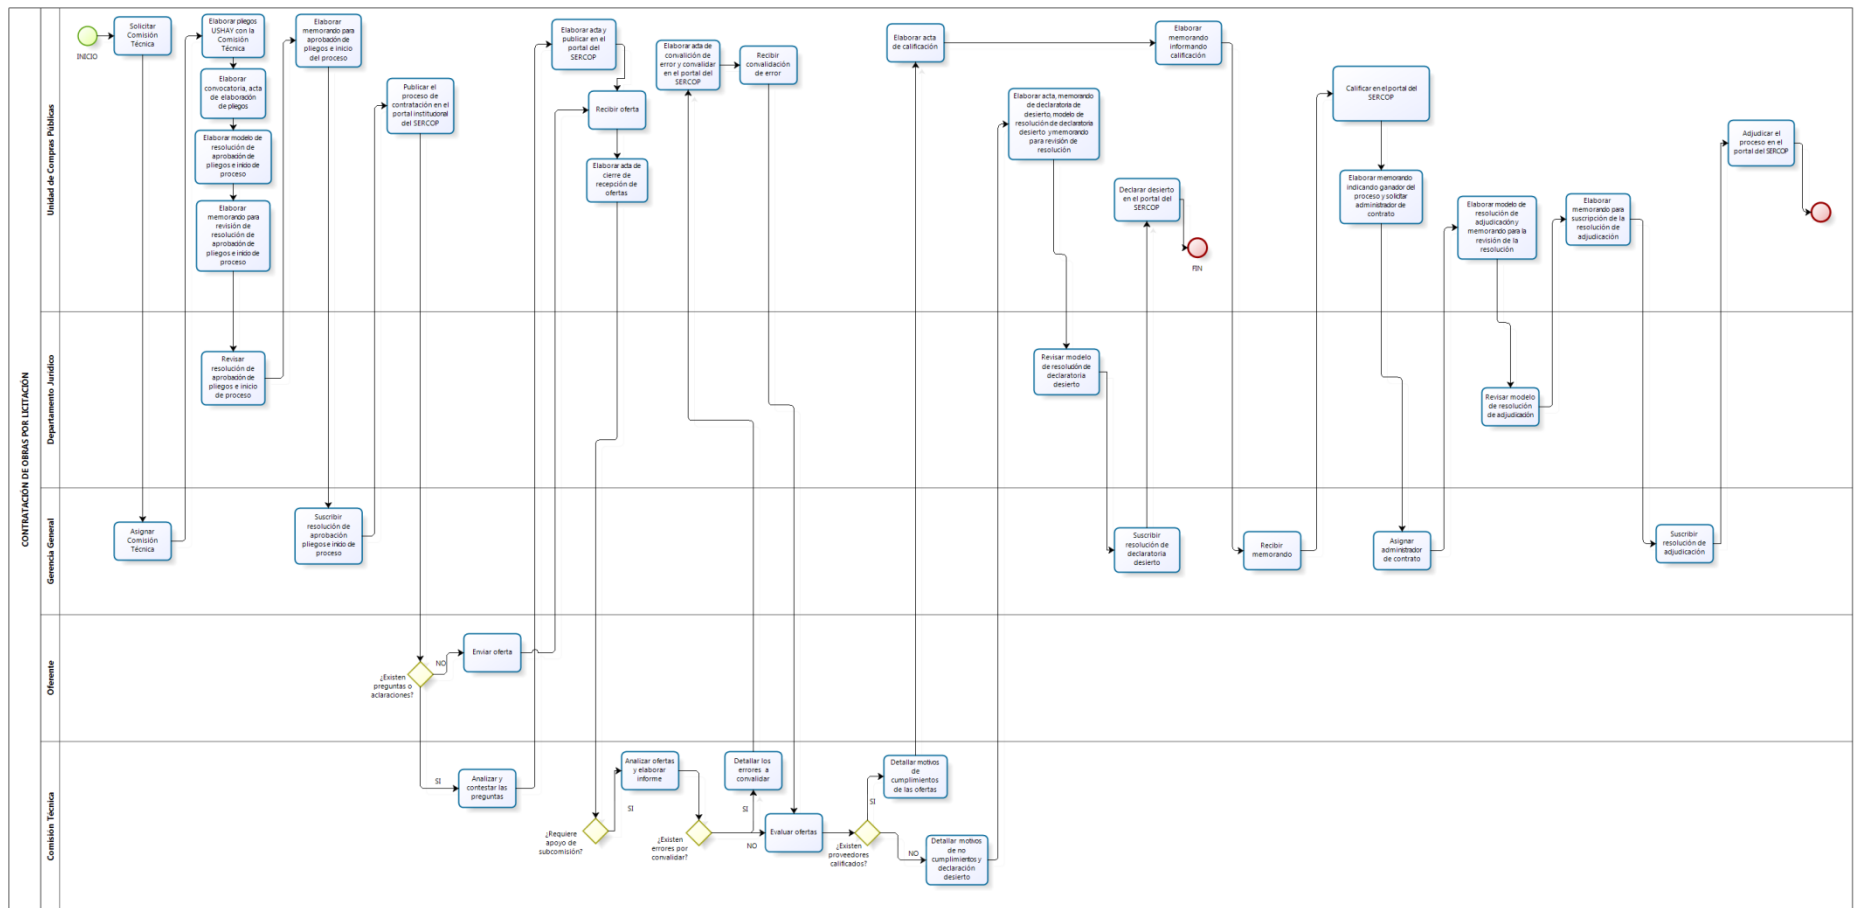 CONTRATACIÓN DE OBRAS POR LICITACIÓN
Unidad de Compras Públicas
INICIO
Solicitar
Comisión
Técnica
Elaborar pliegos
USHAY con la
Comisión
Técnica
Elaborar
convocatoria, acta
de elaboración
de pliegos
Elaborar modelo de
resolución de
aprobación de
pliegos e inicio de
proceso
Elaborar
memorando para
revisión de
resolución de
aprobación de
pliegos e inicio de
proceso
Elaborar
memorando para
aprobación de
pliegos e inicio
del proceso
Publicar el
proceso de
contratación en el
portal institucional
del SERCOP
Elaborar acta y
publicar en el
portal del
SERCOP
Recibir oferta
Elaborar acta de
cierre de
recepción de
ofertas
Elaborar acta de
convalición de
error y convalidar
en el portal del
SERCOP
Recibir
convalidación
de error
Elaborar acta
de calificación
Elaborar acta, memorando
de declaratoria de
desierto, modelo de
resolución de declaratoria
desierto y memorando
para revisión de
resolución
Declarar desierto
en el portal del
SERCOP
FIN
Elaborar
memorando
informando
calificación
Calificar en el portal del
SERCOP
Elaborar memorando
indicando ganador del
proceso y solicitar
administrador de
contrato
Elaborar modelo de
resolución de
adjudicación y
memorando para la
revisión de la
resolución
Elaborar
memorando para
suscripción de la
resolución de
adjudicación
Adjudicar el
proceso en el
portal del SERCOP
Departamento Jurídico
Revisar
resolución de
aprobación de
pliegos e inicio
de proceso
Revisar modelo
de resolución de
declaratoria
desierto
Revisar modelo
de resolución
de adjudicación
Gerencia General
Asignar
Comisión
Técnica
Suscribir
resolución de
aprobación
pliegos e inicio de
proceso
Suscribir
resolución de
declaratoria
desierto
Recibir
memorando
Asignar
administrador
de contrato
Suscribir
resolución de
adjudicación
Oferente
¿Existen
preguntas o
aclaraciones?
NO
Enviar oferta
Comisión Técnica
SI
Analizar y
contestar las
preguntas
¿Requiere
apoyo de
subcomisión?
SI
Analizar ofertas
y elaborar
informe
¿Existen
errores por
convalidar?
SI
NO
Detallar los
errores a
convalidar
Evaluar ofertas
¿Existen
proveedores
calificados?
SI
Detallar motivos
de
cumplimientos
de las ofertas
NO
Detallar motivos
de no
cumplimientos y
declaración
desierto